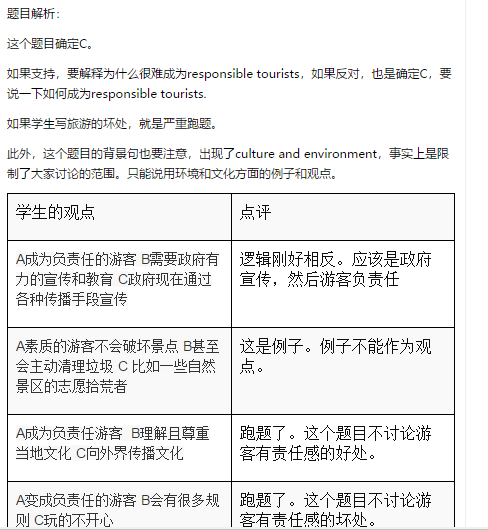 题目解析：
这个题目确定C。
如果支持，要解释为什么很难成为responsible tourists，如果反对，也是确定C，要
说一下如何成为responsible tourists.
如果学生写旅游的坏处，就是严重跑题。
此外，这个题目的背景句也要注意，出现了culture and environment，事实上是限
制了大家讨论的范围。只能说用环境和文化方面的例子和观点。
学生的观点
点评
A成为负责任的游客 B需要政府有
力的宣传和教育 C政府现在通过
各种传播手段宣传
逻辑刚好相反。应该是政府
宣传，然后游客负责任
A素质的游客不会破坏景点 B甚至
会主动清理垃圾 C 比如一些自然
景区的志愿拾荒者
这是例子。例子不能作为观
点。
A成为负责任游客 B理解且尊重
当地文化 C向外界传播文化
跑题了。这个题目不讨论游
客有责任感的好处。
A变成负责任的游客 B会有很多规
则 C玩的不开心
跑题了。这个题目不讨论游
客有责任感的坏处。